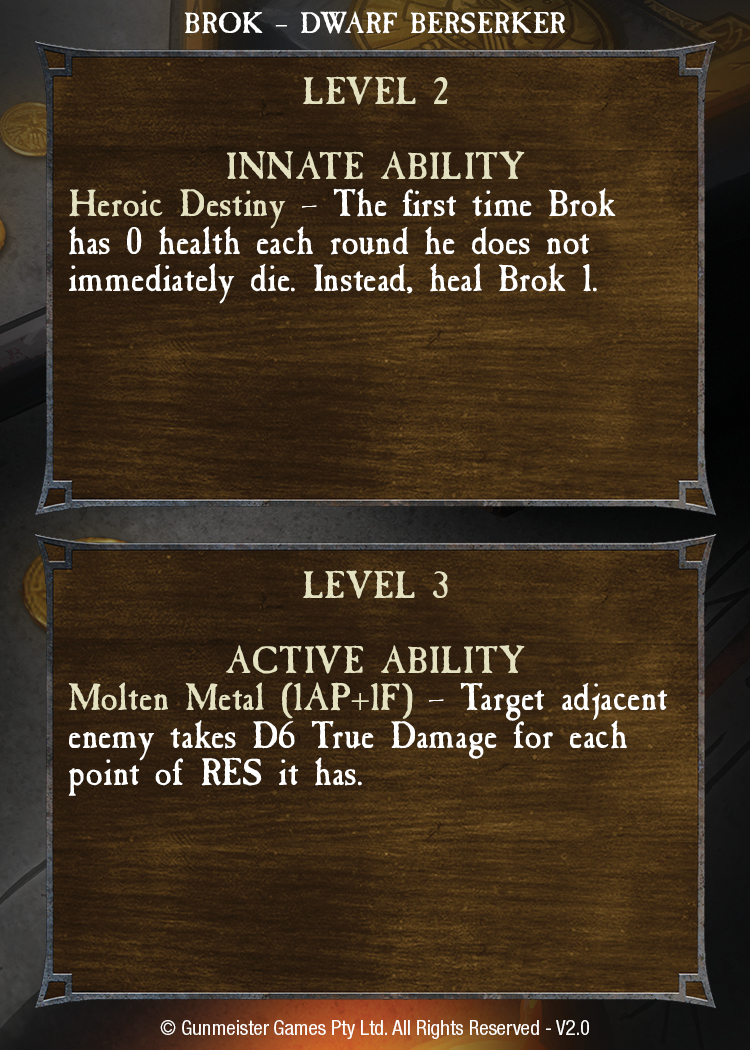 BROK – DWARF BERSERKER
LEVEL 2
INNATE ABILITY
Heroic Destiny – The first time Brok
has 0 health each round he does not
immediately die. Instead, heal Brok 1.
LEVEL 3
ACTIVE ABILITY
Molten Metal (1AP+1F) – Target adjacent
enemy takes D6 True Damage for each
point of RES it has.
© Gunmeister Games Pty Ltd. All Rights Reserved - V2.0